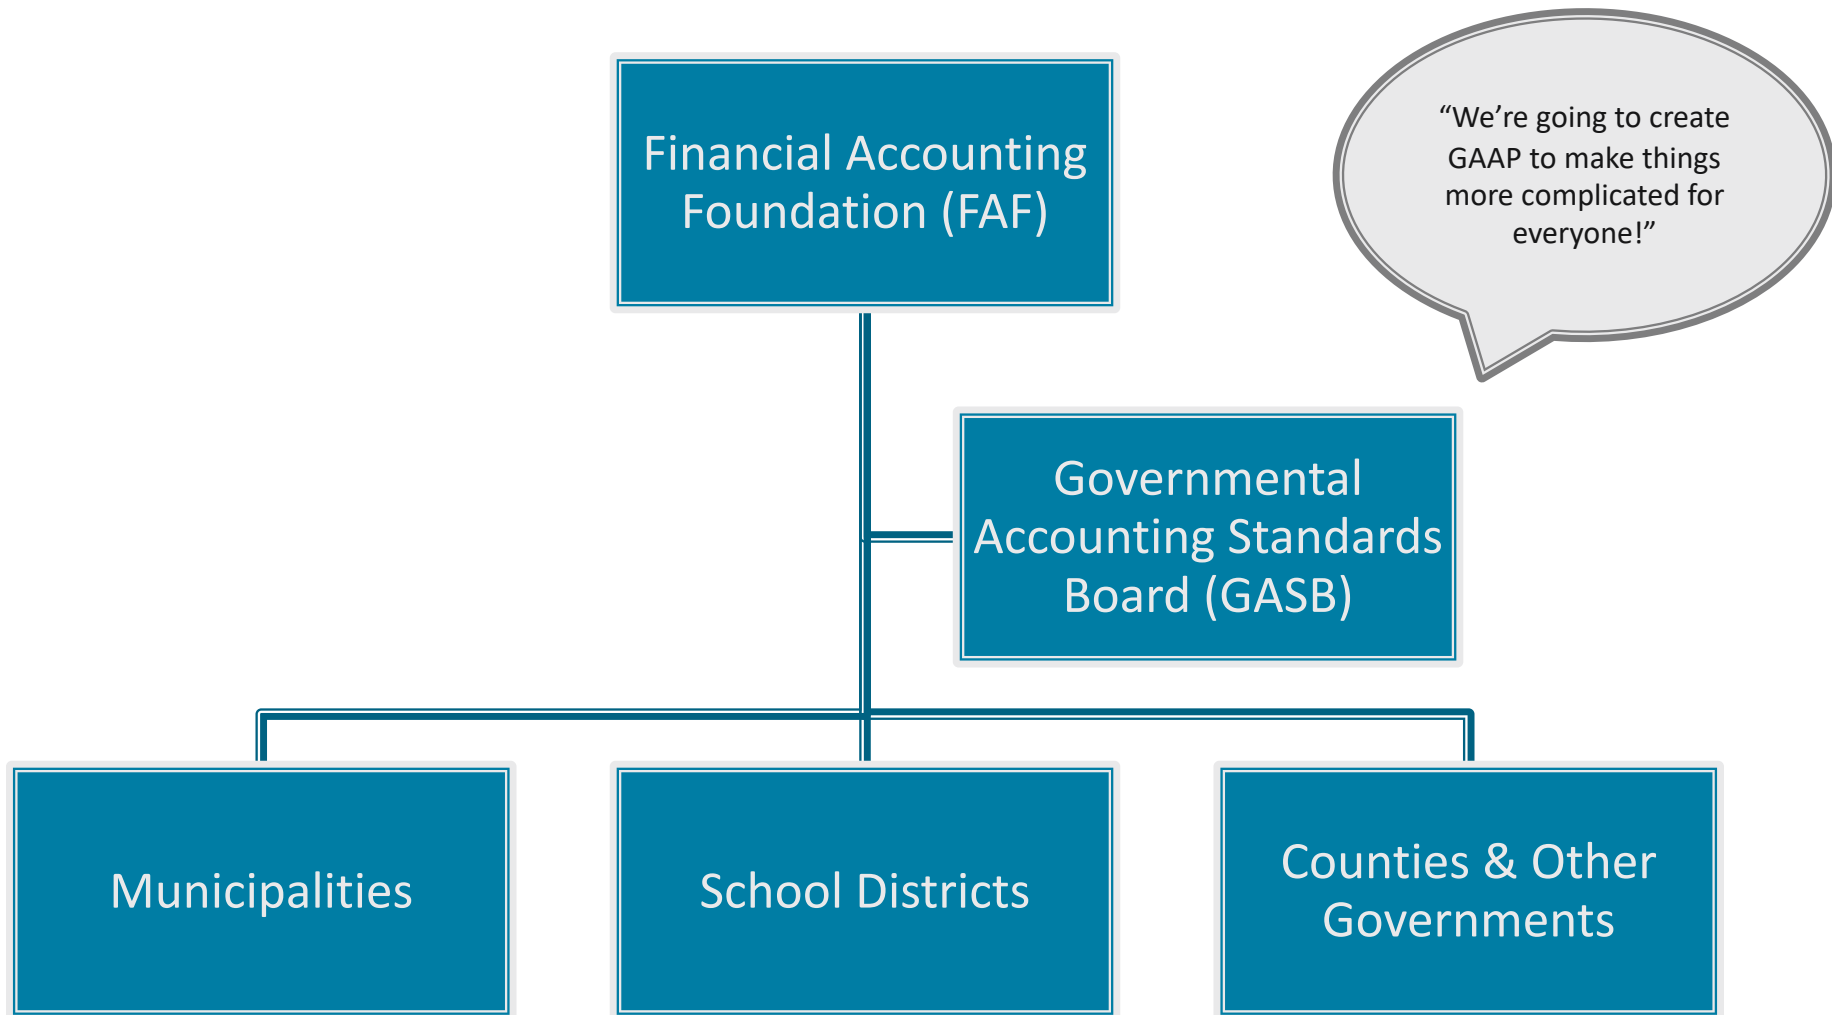 Financial Accounting
Foundation (FAF)
“We’re going to create
GAAP to make things
more complicated for
everyone!”
Governmental
Accounting Standards
Board (GASB)
Municipalities
School Districts
Counties & Other
Governments